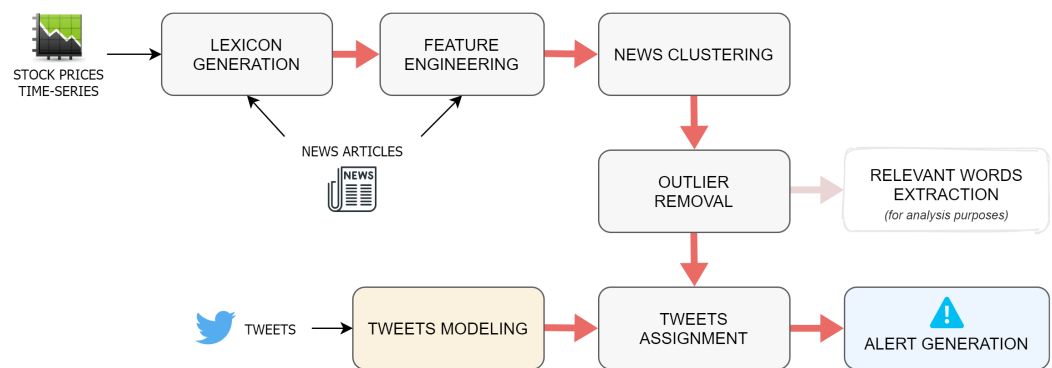 STOCK PRICES
TIME-SERIES
LEXICON
GENERATION
FEATURE
ENGINEERING
NEWS CLUSTERING
NEWS ARTICLES
NEWS
OUTLIER
REMOVAL
RELEVANT WORDS
EXTRACTION
(for analysis purposes)
TWEETS
TWEETS MODELING
TWEETS
ASSIGNMENT
ALERT GENERATION